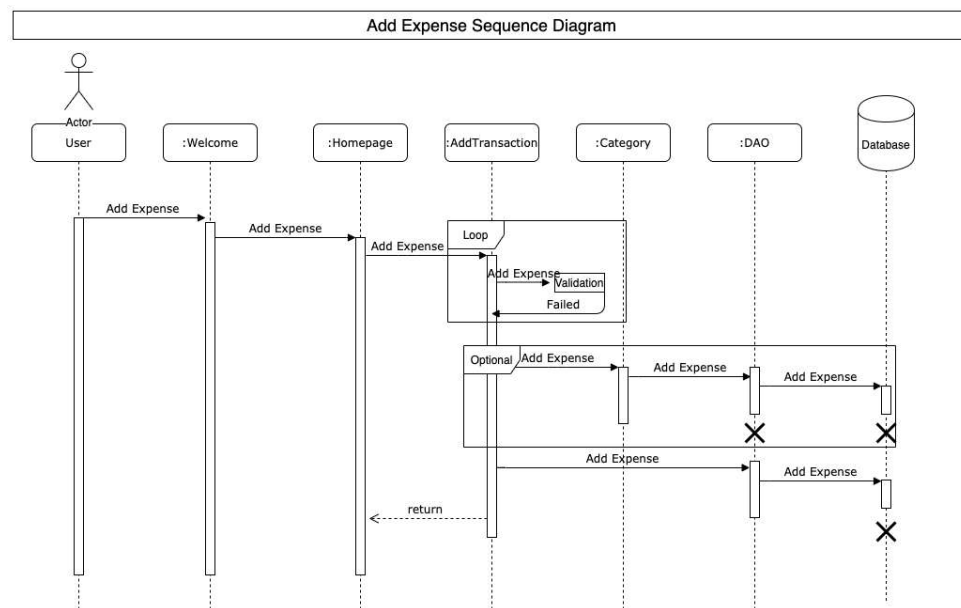 Add Expense Sequence Diagram
Actor
User
:Welcome
:Homepage
:AddTransaction
:Category
:DAO
Database
Add Expense
Add Expense
Add Expense
Loop
Add Expense
Validation
Failed
Optional
Add Expense
Add Expense
Add Expense
Add Expense
Add Expense
return